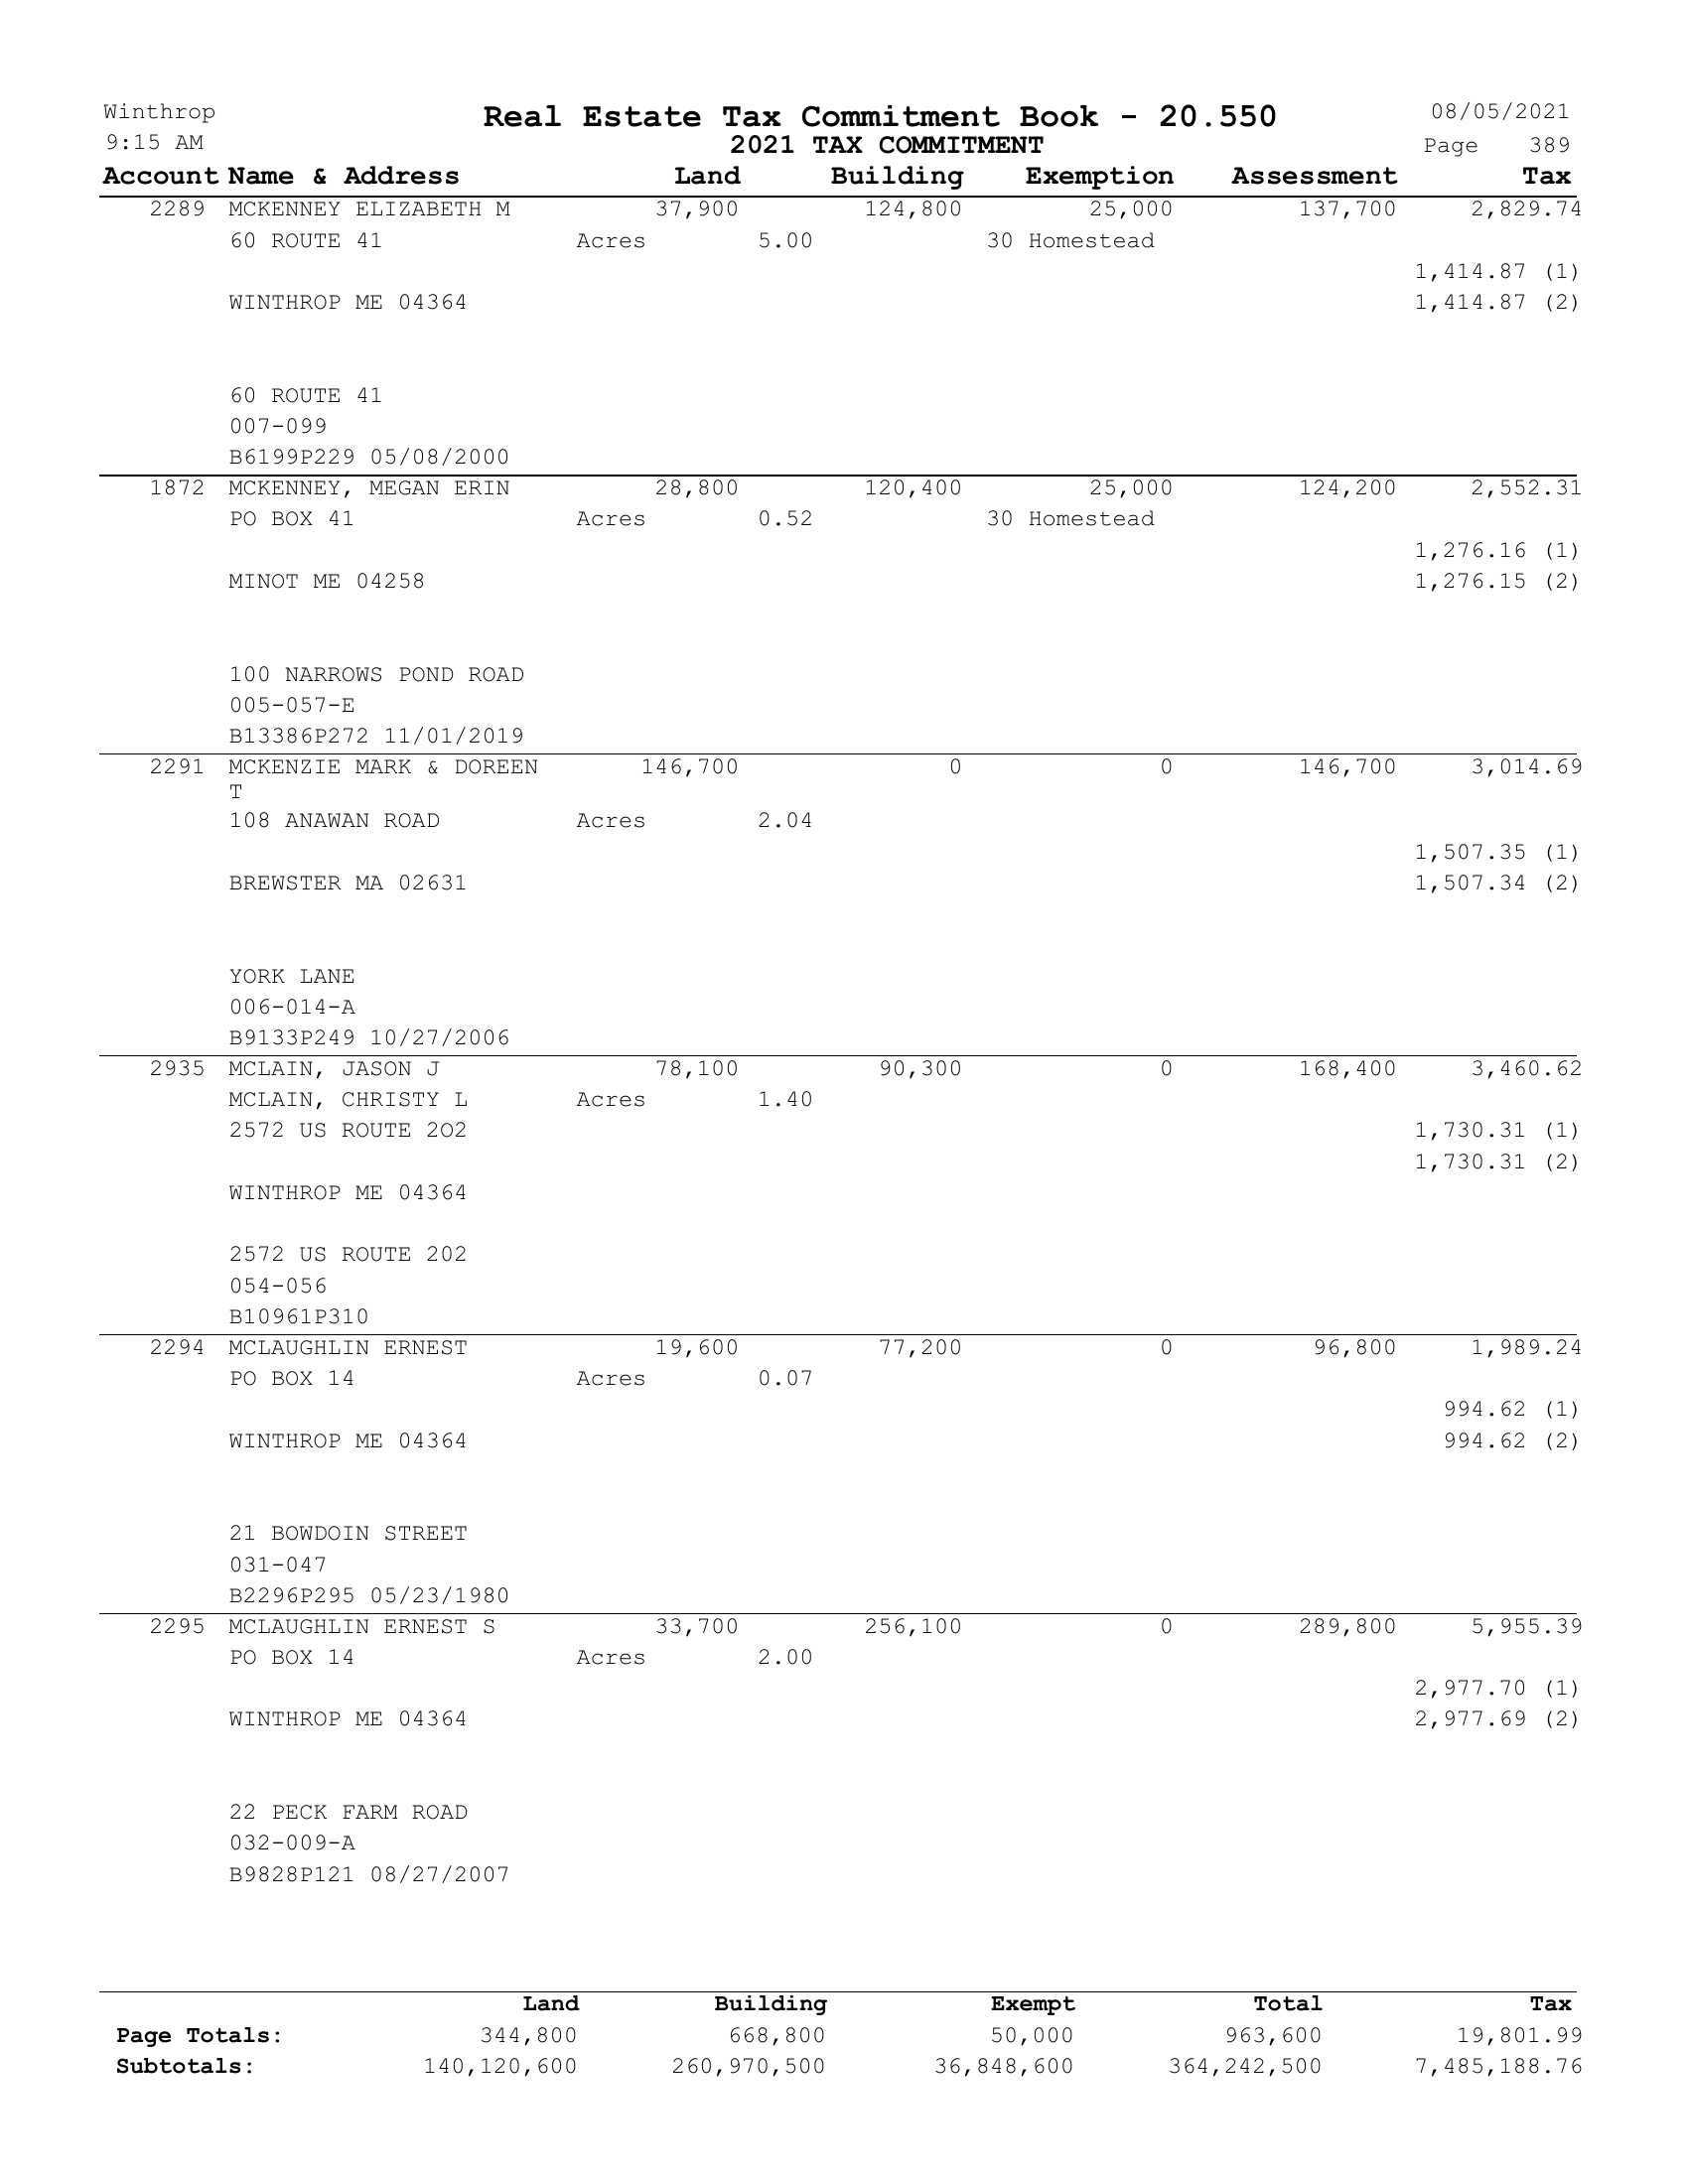 Winthrop Real Estate Tax Commitment Book - 20.550 08/05/2021
9:15 AM 2021 TAX COMMITMENT Page 389
Account Name & Address Land Building Exemption Assessment Tax
2289 MCKENNEY ELIZABETH M 37,900 124,800 25,000 137,700 2,829.74
60 ROUTE 41 Acres 5.00 30 Homestead
1,414.87 (1)
WINTHROP ME 04364 1,414.87 (2)
60 ROUTE 41
007-099
B6199P229 05/08/2000
1872 MCKENNEY, MEGAN ERIN 28,800 120,400 25,000 124,200 2,552.31
PO BOX 41 Acres 0.52 30 Homestead
1,276.16 (1)
MINOT ME 04258 1,276.15 (2)
100 NARROWS POND ROAD
005-057-E
B13386P272 11/01/2019
2291 MCKENZIE MARK & DOREEN 146,700 0 0 146,700 3,014.69
T
108 ANAWAN ROAD Acres 2.04
1,507.35 (1)
BREWSTER MA 02631 1,507.34 (2)
YORK LANE
006-014-A
B9133P249 10/27/2006
2935 MCLAIN, JASON J 78,100 90,300 0 168,400 3,460.62
MCLAIN, CHRISTY L Acres 1.40
2572 US ROUTE 2O2 1,730.31 (1)
1,730.31 (2)
WINTHROP ME 04364
2572 US ROUTE 202
054-056
B10961P310
2294 MCLAUGHLIN ERNEST 19,600 77,200 0 96,800 1,989.24
PO BOX 14 Acres 0.07
994.62 (1)
WINTHROP ME 04364 994.62 (2)
21 BOWDOIN STREET
031-047
B2296P295 05/23/1980
2295 MCLAUGHLIN ERNEST S 33,700 256,100 0 289,800 5,955.39
PO BOX 14 Acres 2.00
2,977.70 (1)
WINTHROP ME 04364 2,977.69 (2)
22 PECK FARM ROAD
032-009-A
B9828P121 08/27/2007
Land Building Exempt Total Tax
Page Totals: 344,800 668,800 50,000 963,600 19,801.99
Subtotals: 140,120,600 260,970,500 36,848,600 364,242,500 7,485,188.76